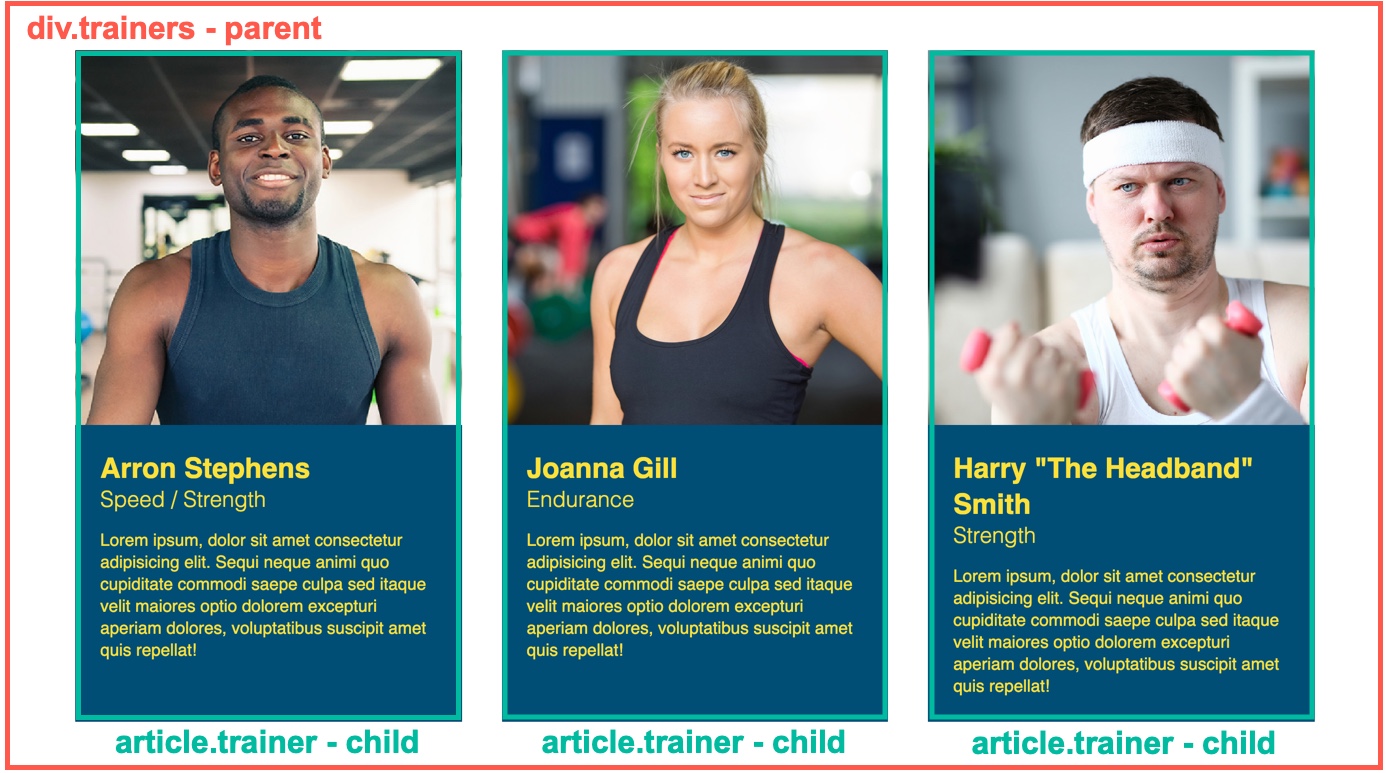 div.trainers - parent
Arron Stephens
Speed / Strength
Lorem ipsum, dolor sit amet consectetur
adipisicing elit. Sequi neque animi quo
cupiditate commodi saepe culpa sed itaque
velit maiores optio dolorem excepturi
aperiam dolores, voluptatibus suscipit amet
quis repellat!
article.trainer - child
Joanna Gill
Endurance
Lorem ipsum, dolor sit amet consectetur
adipisicing elit. Sequi neque animi quo
cupiditate commodi saepe culpa sed itaque
velit maiores optio dolorem excepturi
aperiam dolores, voluptatibus suscipit amet
quis repellat!
article.trainer - child
Harry "The Headband"
Smith
Strength
Lorem ipsum, dolor sit amet consectetur
adipisicing elit. Sequi neque animi quo
cupiditate commodi saepe culpa sed itaque
velit maiores optio dolorem excepturi
aperiam dolores, voluptatibus suscipit amet
quis repellat!
article.trainer - child